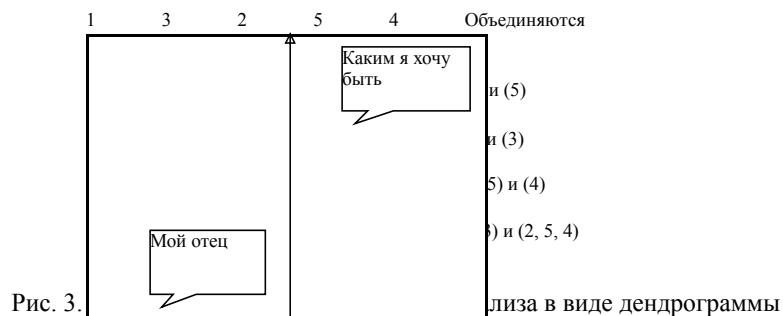 1 3 2 5 4 Объединяются
Каким я хочу
быть
и (5)
и (3)
5) и (4)
3) и (2, 5, 4)
Мой отец
Рис. 3. лиза в виде дендрограммы